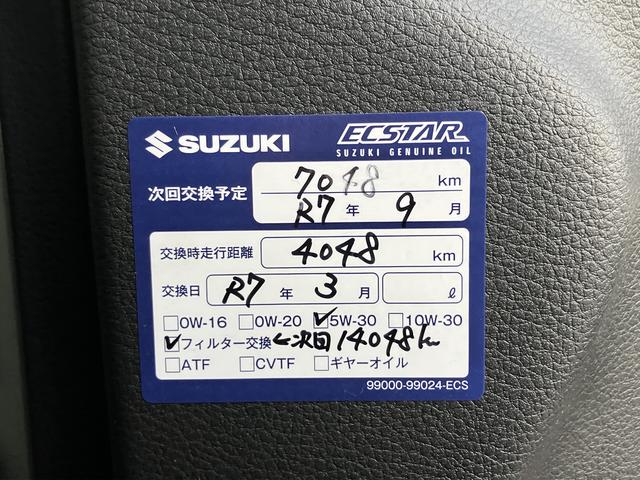 SUZUKI ECSTAR
SUZUKI GENUINE OIL
次回交換予定 7048 km
R7 年 9 月
交換時走行距離 4048 km
交換日 R7 年 3 月 ℓ
□0W-16 □0W-20 ☑5W-30 □10W-30
☑フィルター交換 ←次回14048km
□ATF □CVTF □ギヤーオイル
99000-99024-ECS